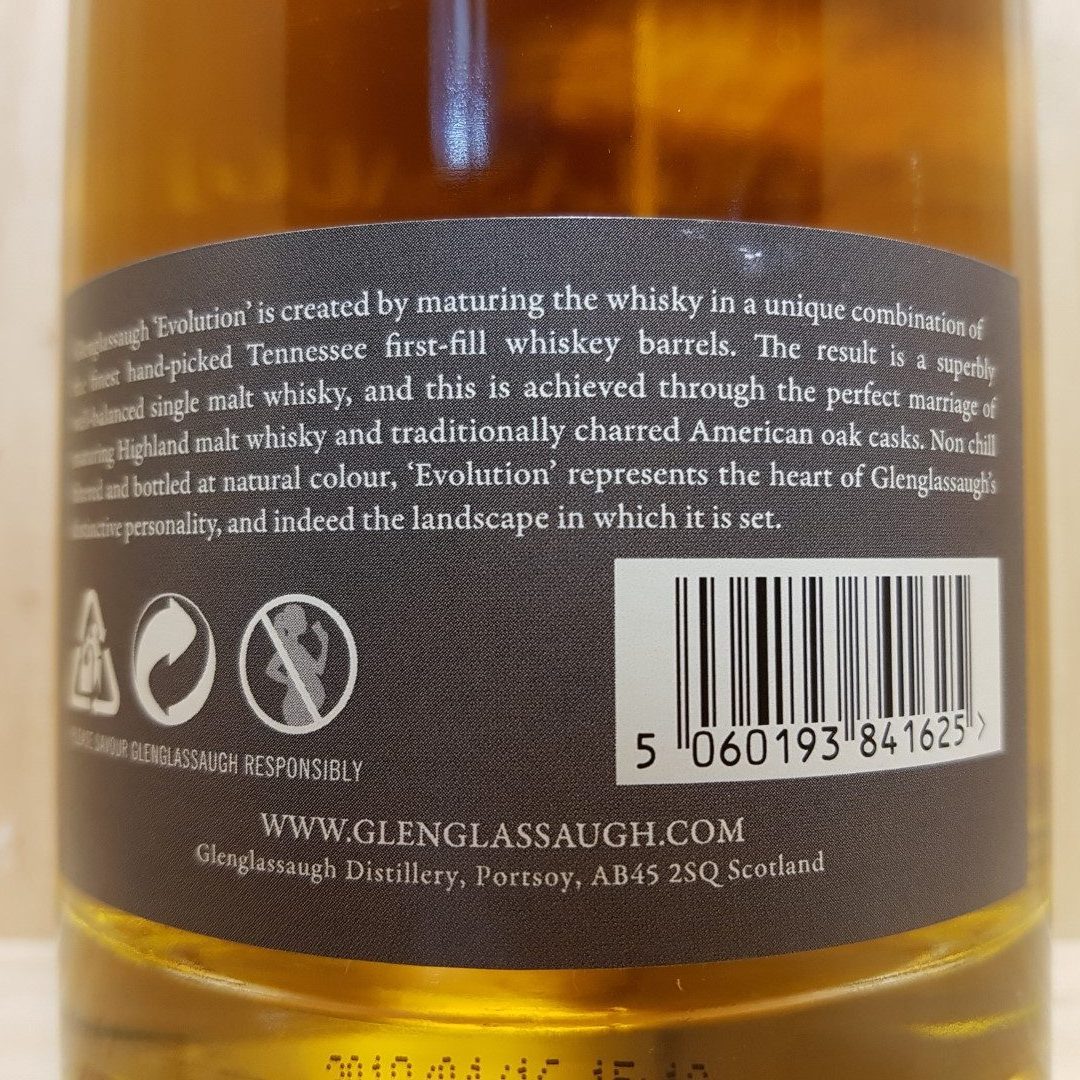 Glenglassaugh ‘Evolution’ is created by maturing the whisky in a unique combination of
the finest hand-picked Tennessee first-fill whiskey barrels. The result is a superbly
well-balanced single malt whisky, and this is achieved through the perfect marriage of
maturing Highland malt whisky and traditionally charred American oak casks. Non chill
filtered and bottled at natural colour, ‘Evolution’ represents the heart of Glenglassaugh's
distinctive personality, and indeed the landscape in which it is set.
PLEASE SAVOUR GLENGLASSAUGH RESPONSIBLY
5 060193 841625 >
WWW.GLENGLASSAUGH.COM
Glenglassaugh Distillery, Portsoy, AB45 2SQ Scotland